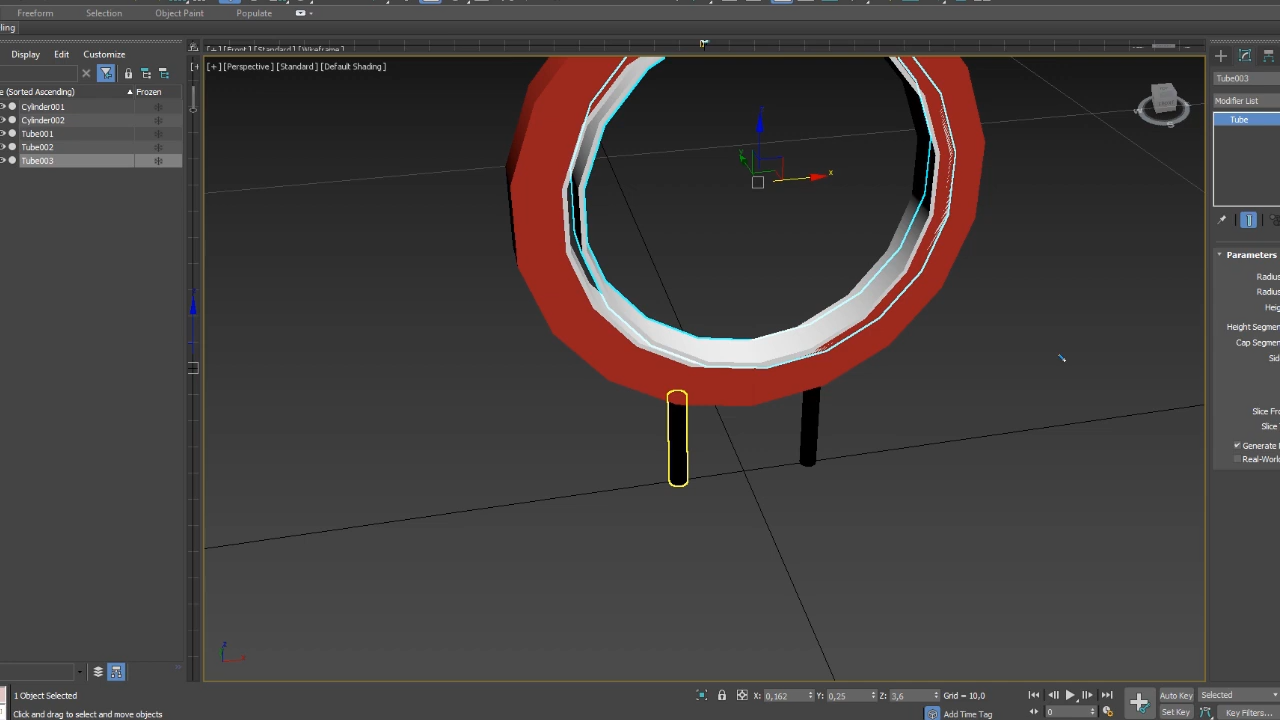 Freeform Selection Object Paint Populate
ling
[+] [Front] [Standard] [Wireframe]
Display Edit Customize
[+] [Perspective] [Standard] [Default Shading]
e (Sorted Ascending) ▲ Frozen
Cylinder001
Cylinder002
Tube001
Tube002
Tube003
Tube003
Modifier List
Tube
Parameters
Radius
Radius
Heig
Height Segmen
Cap Segmen
Sid
Slice Fro
Slice T
Generate M
Real-World
z
x
y
z
x
1 Object Selected
Click and drag to select and move objects
X: 0,162 Y: 0,25 Z: 3,6 Grid = 10,0
Add Time Tag
0
Auto Key Selected
Set Key Key Filters...